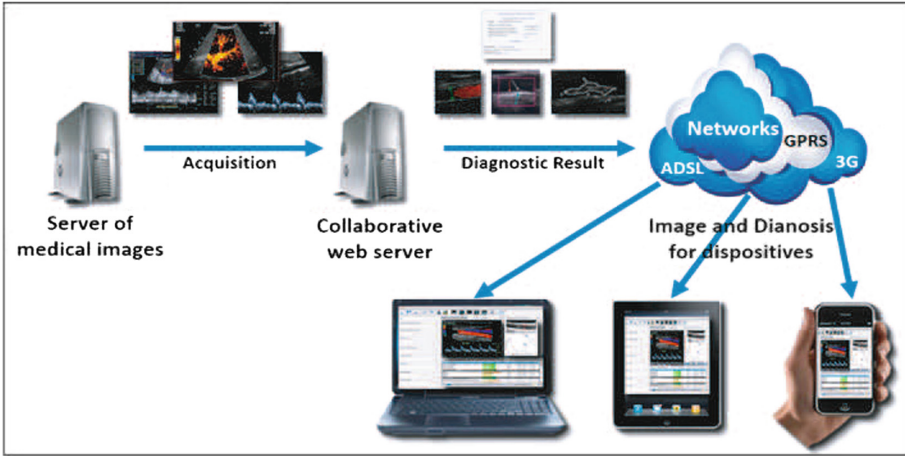 Networks
GPRS
ADSL
3G
Acquisition
Diagnostic Result
Server of
medical images
Collaborative
web server
Image and Dianosis
for dispositives